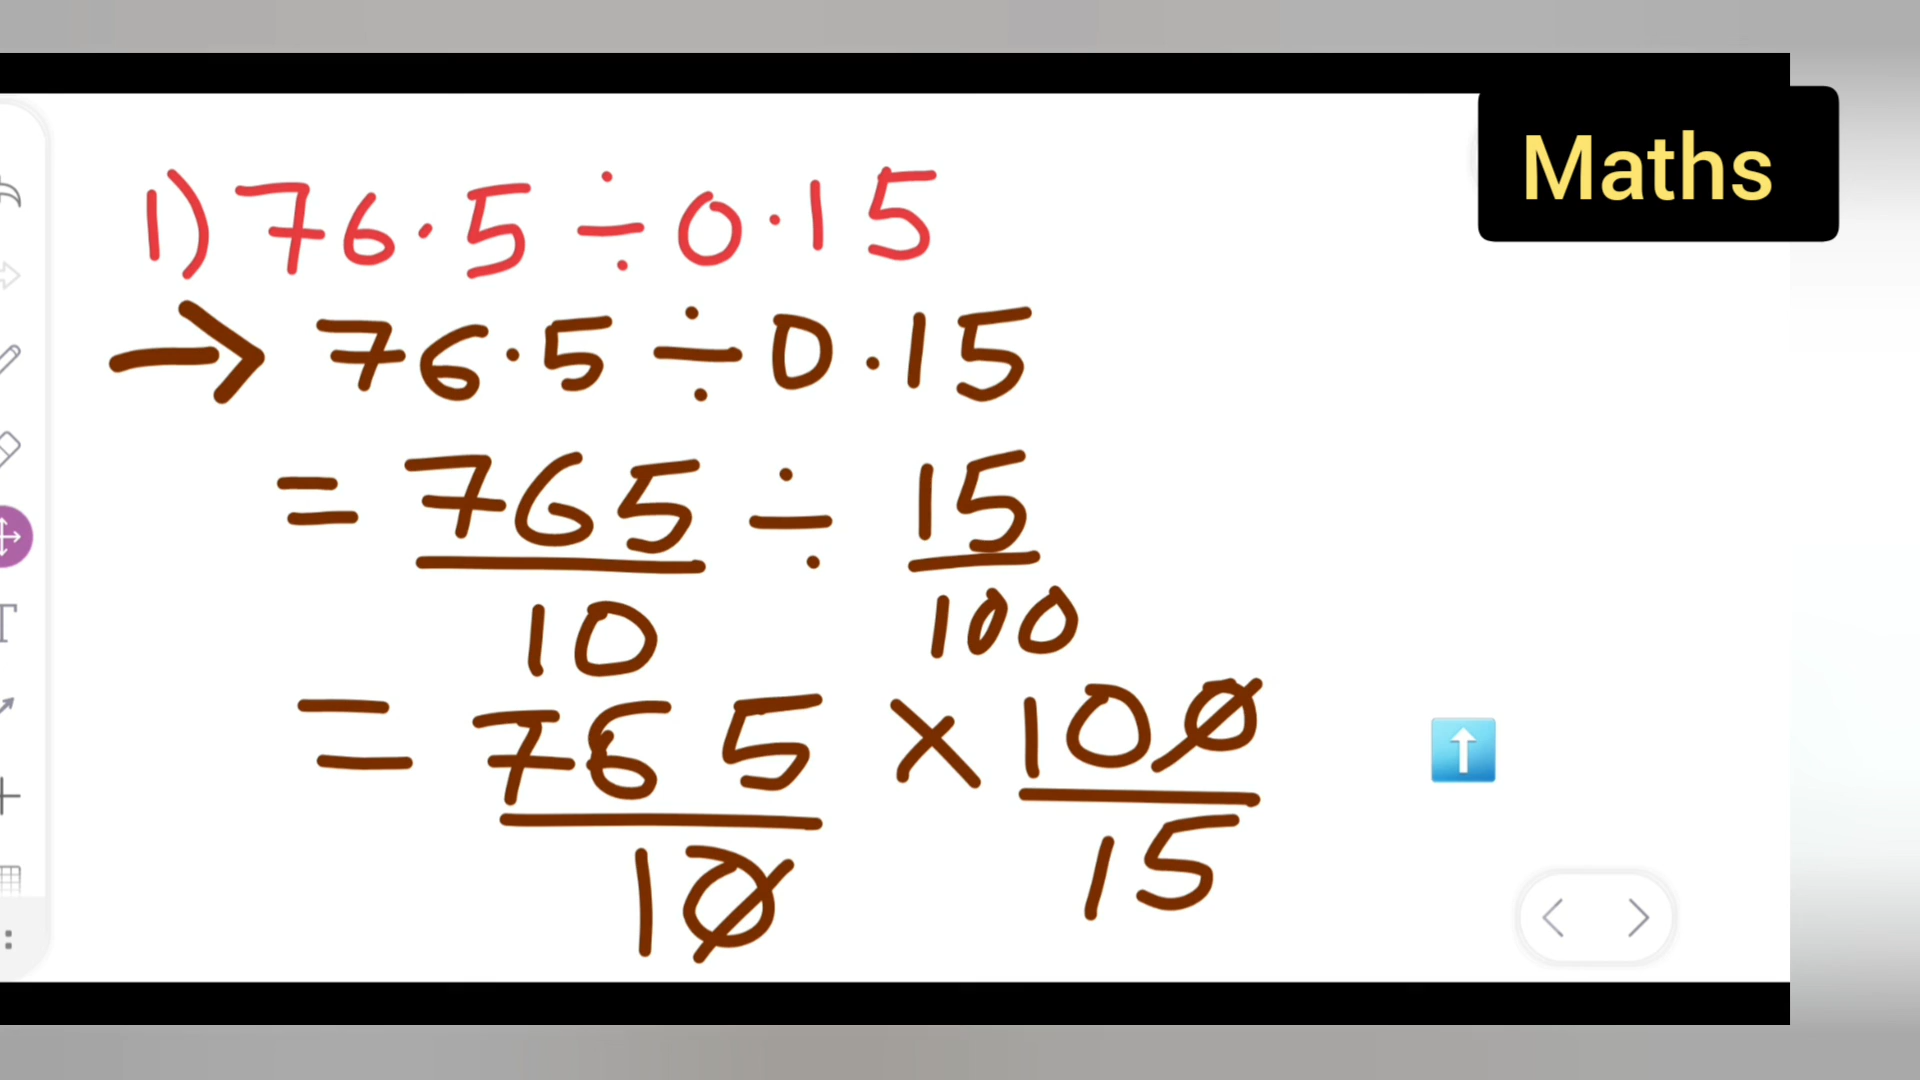 Maths
1) 76.5 ÷ 0.15
→ 76.5 ÷ 0.15
= 765/10 ÷ 15/100
= 765/10 × 100/15